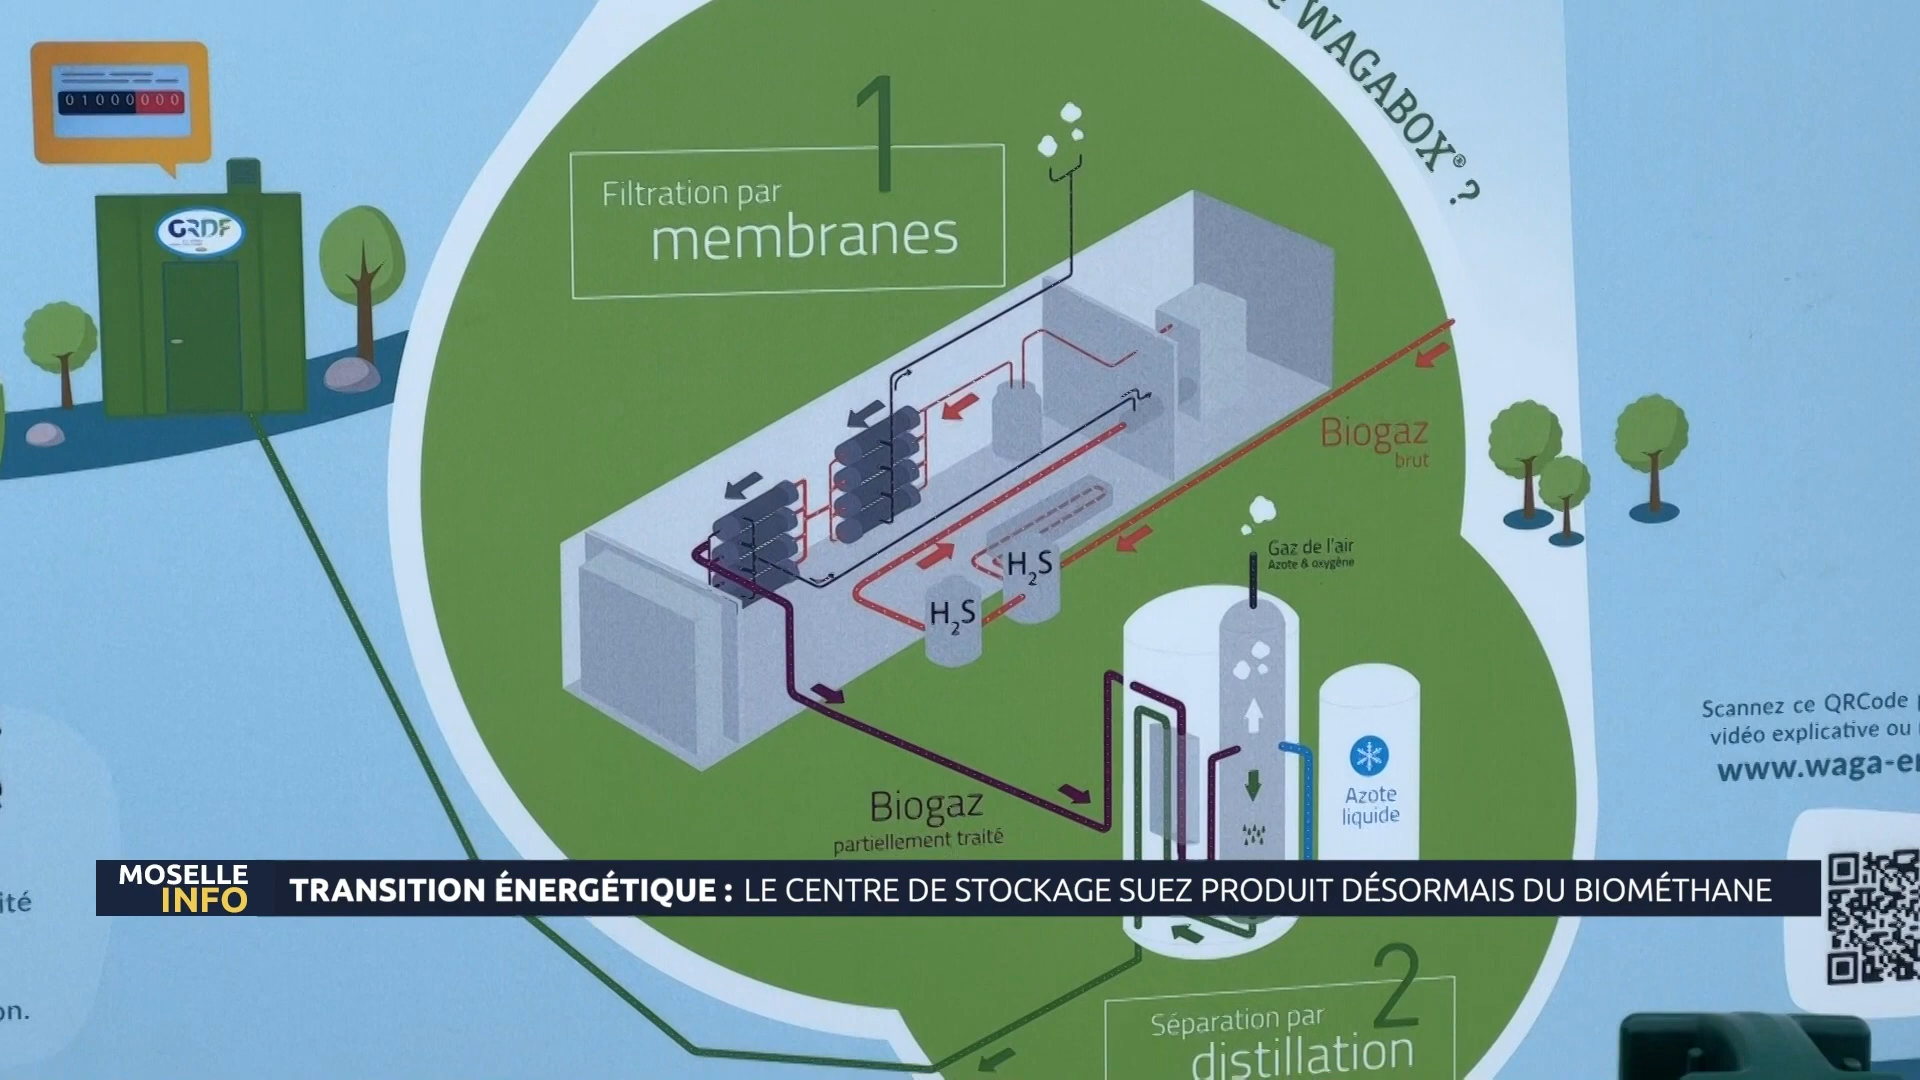 WAGABOX® ?
01000000
1
Filtration par
membranes
GRDF
Biogaz
brut
Gaz de l'air
Azote & oxygène
H2S
H2S
Azote
liquide
Scannez ce QRCode
vidéo explicative ou
www.waga-en
Biogaz
partiellement traité
MOSELLE
INFO
TRANSITION ÉNERGÉTIQUE : LE CENTRE DE STOCKAGE SUEZ PRODUIT DÉSORMAIS DU BIOMÉTHANE
ité
on.
2
Séparation par
distillation